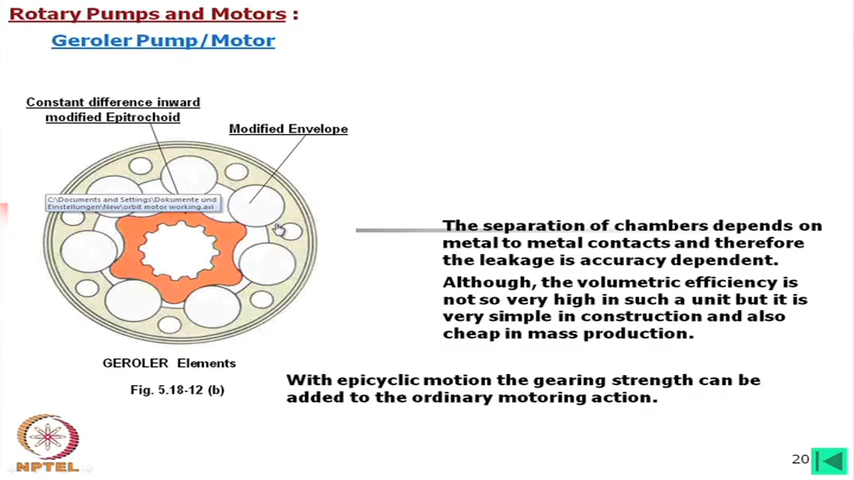 Rotary Pumps and Motors :
Geroler Pump/Motor
Constant difference inward
modified Epitrochoid
Modified Envelope
C:\Documents and Settings\Dokumente und
Einstellungen\New\orbit motor working.avi
The separation of chambers depends on
metal to metal contacts and therefore
the leakage is accuracy dependent.
Although, the volumetric efficiency is
not so very high in such a unit but it is
very simple in construction and also
cheap in mass production.
GEROLER Elements
Fig. 5.18-12 (b)
With epicyclic motion the gearing strength can be
added to the ordinary motoring action.
NPTEL
20